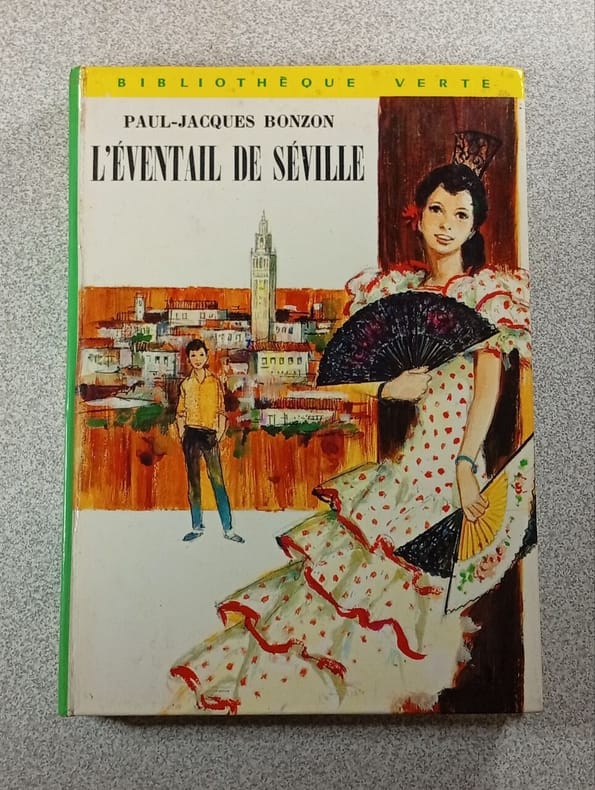 BIBLIOTHÈQUE VERTE
PAUL-JACQUES BONZON
L'ÉVENTAIL DE SÉVILLE